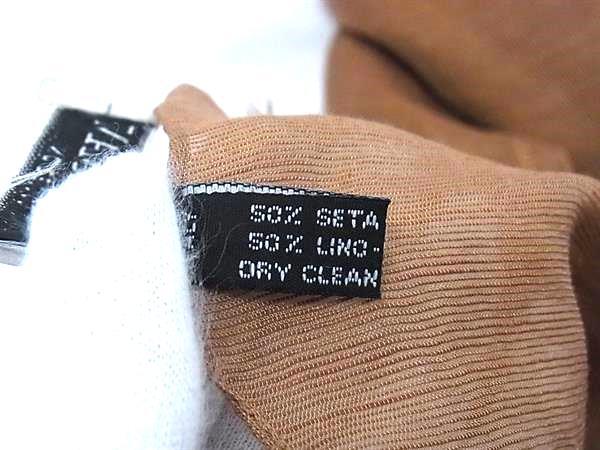 50% SETA
50% LINO -
DRY CLEAN